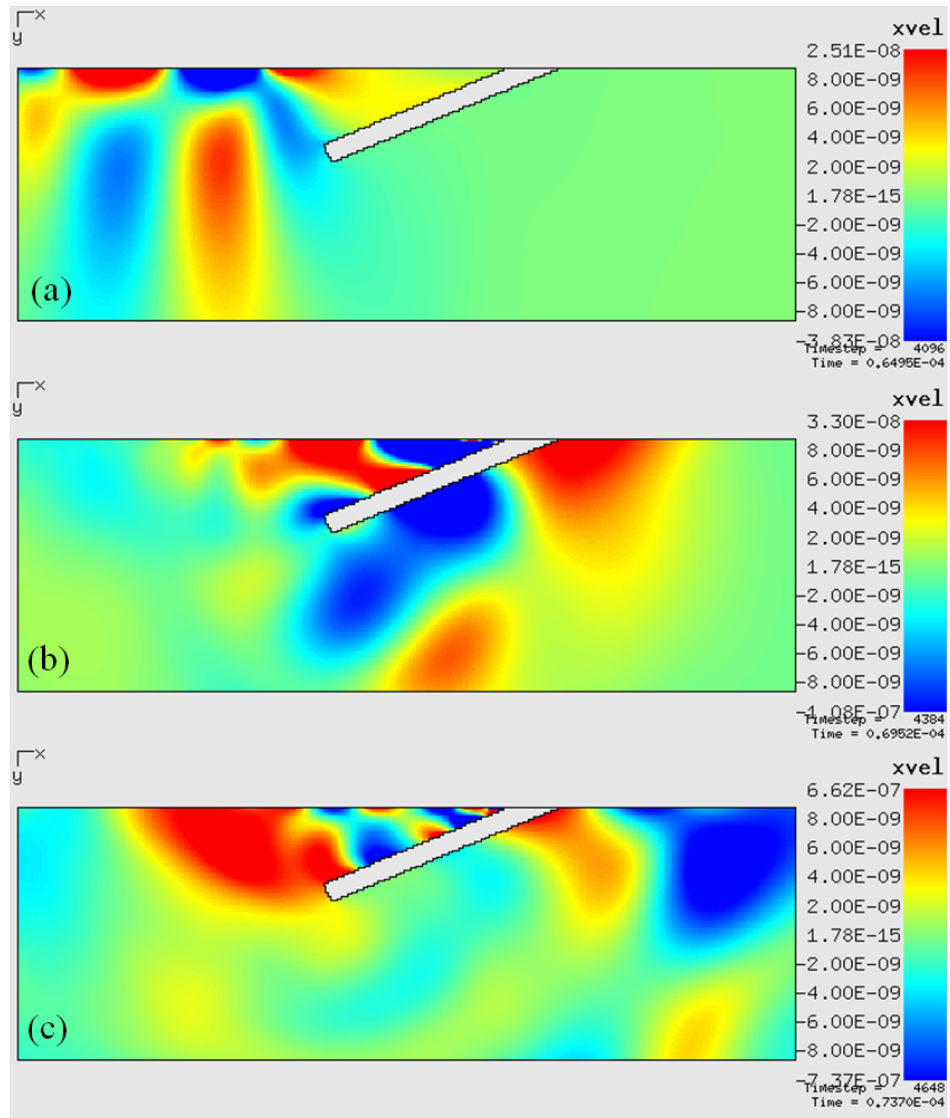 x
y
xvel
2.51E-08
8.00E-09
6.00E-09
4.00E-09
2.00E-09
1.78E-15
-2.00E-09
-4.00E-09
-6.00E-09
-8.00E-09
-3.83E-08
Timestep = 4096
Time = 0.6495E-04
(a)
x
y
xvel
3.30E-08
8.00E-09
6.00E-09
4.00E-09
2.00E-09
1.78E-15
-2.00E-09
-4.00E-09
-6.00E-09
-8.00E-09
-1.08E-07
Timestep = 4384
Time = 0.6952E-04
(b)
x
y
xvel
6.62E-07
8.00E-09
6.00E-09
4.00E-09
2.00E-09
1.78E-15
-2.00E-09
-4.00E-09
-6.00E-09
-8.00E-09
-7.37E-07
Timestep = 4648
Time = 0.7370E-04
(c)